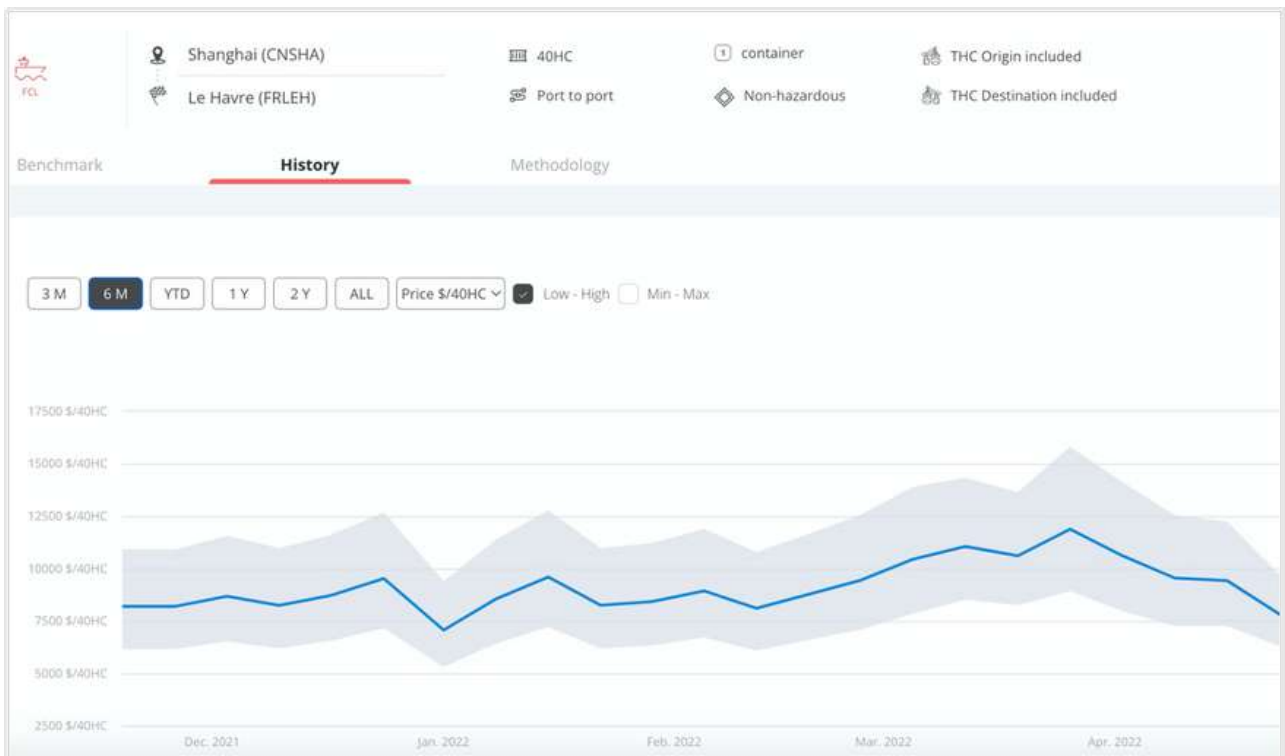 Shanghai (CNSHA)
40HC
container
THC Origin included
FCL
Le Havre (FRLEH)
Port to port
Non-hazardous
THC Destination included
Benchmark
History
Methodology
3 M
6 M
YTD
1 Y
2 Y
ALL
Price $/40HC
Low - High
Min - Max
17500 $/40HC
15000 $/40HC
12500 $/40HC
10000 $/40HC
7500 $/40HC
5000 $/40HC
2500 $/40HC
Dec. 2021
Jan. 2022
Feb. 2022
Mar. 2022
Apr. 2022